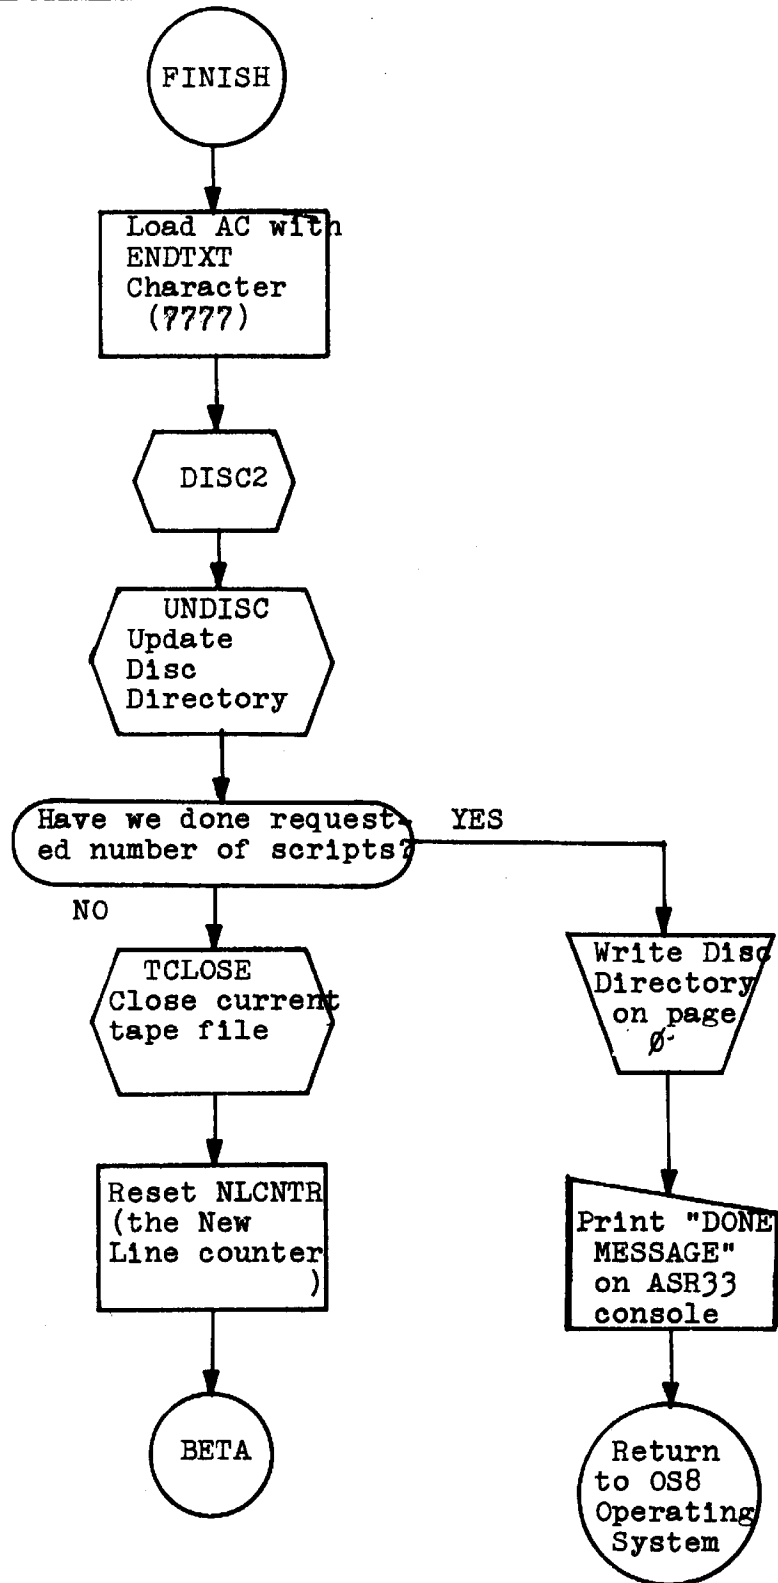 FINISH
Load AC with
ENDTXT
Character
(7777)
DISC2
UNDISC
Update
Disc
Directory
Have we done request-
ed number of scripts?
YES
NO
TCLOSE
Close current
tape file
Write Disc
Directory
on page
Ø
Reset NLCNTR
(the New
Line counter
)
Print "DONE
MESSAGE"
on ASR33
console
BETA
Return
to OS8
Operating
System